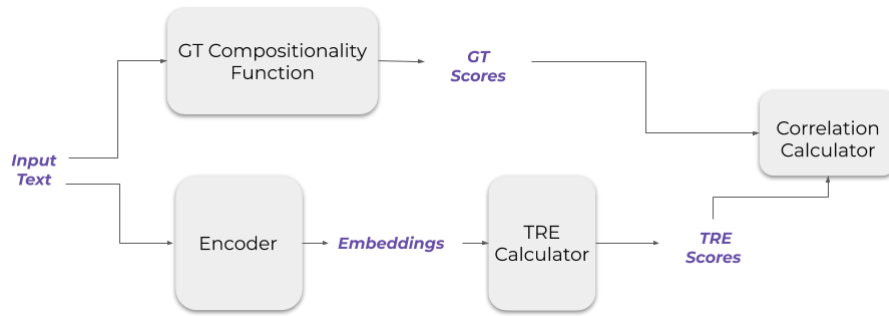 GT Compositionality
Function
GT
Scores
Correlation
Calculator
Input
Text
Encoder
Embeddings
TRE
Calculator
TRE
Scores